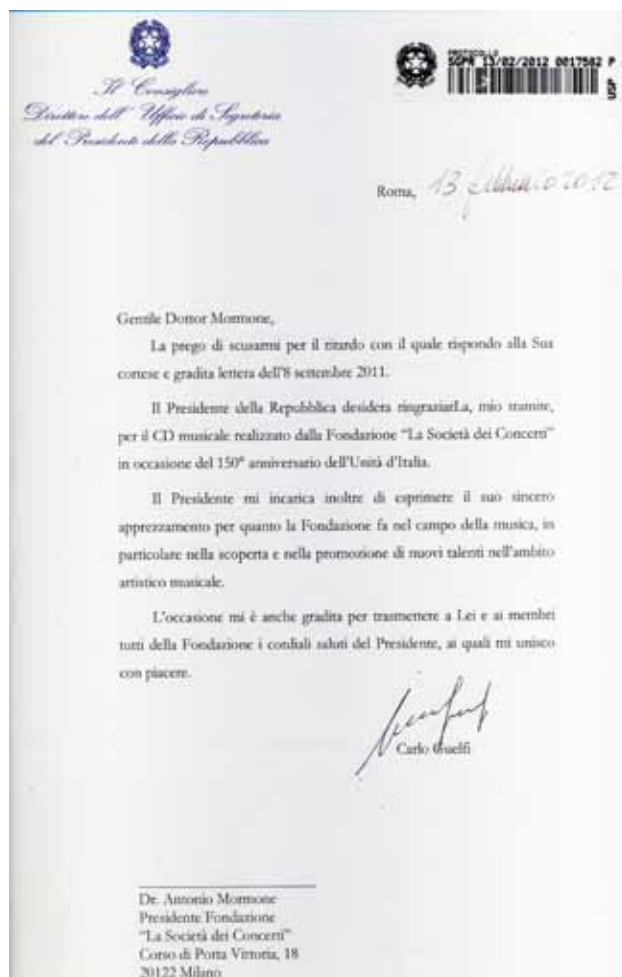 Il Consigliere
Direttore dell' Ufficio di Segreteria
del Presidente della Repubblica
PROTOCOLLO
SGPR 13/02/2012 0017582 P
USP
Roma, 13 febbraio 2012
Gentile Dottor Mormone,
La prego di scusarmi per il ritardo con il quale rispondo alla Sua
cortese e gradita lettera dell'8 settembre 2011.
Il Presidente della Repubblica desidera ringraziarLa, mio tramite,
per il CD musicale realizzato dalla Fondazione "La Società dei Concerti"
in occasione del 150° anniversario dell'Unità d'Italia.
Il Presidente mi incarica inoltre di esprimere il suo sincero
apprezzamento per quanto la Fondazione fa nel campo della musica, in
particolare nella scoperta e nella promozione di nuovi talenti nell'ambito
artistico musicale.
L'occasione mi è anche gradita per trasmettere a Lei e ai membri
tutti della Fondazione i cordiali saluti del Presidente, ai quali mi unisco
con piacere.
Carlo Guelfi
Dr. Antonio Mormone
Presidente Fondazione
"La Società dei Concerti"
Corso di Porta Vittoria, 18
20122 Milano